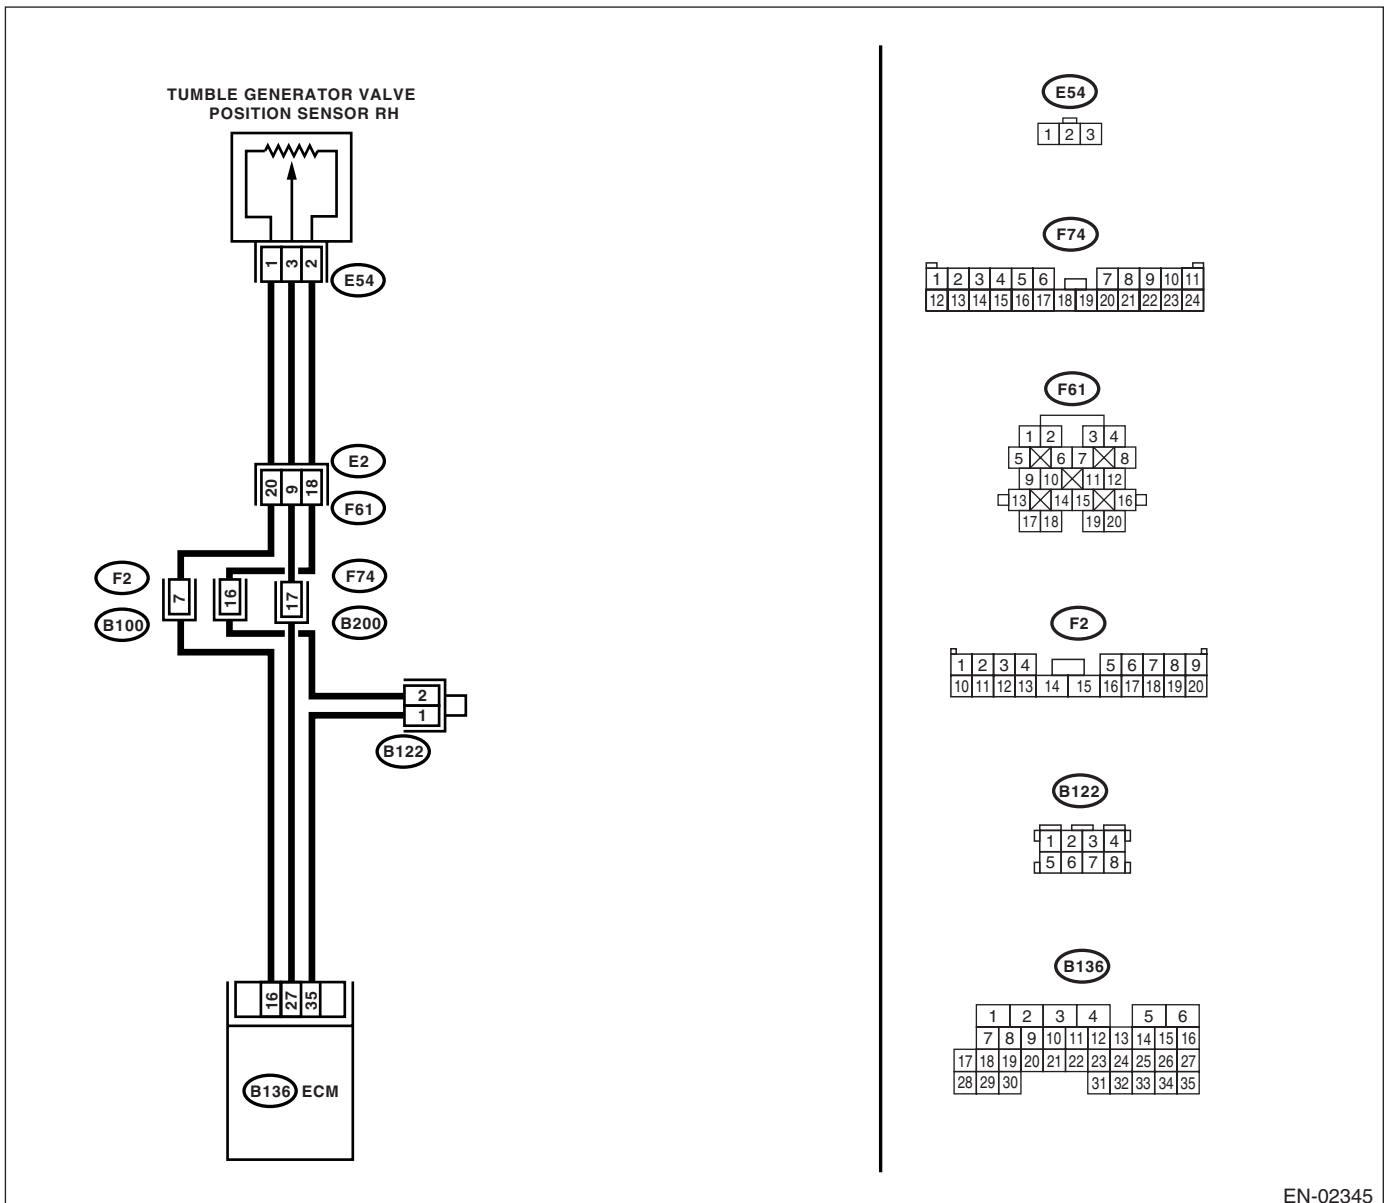 TUMBLE GENERATOR VALVE
POSITION SENSOR RH
1 3 2
E54
E2
20 9 18
F61
F2
F74
7 16 17
B100
B200
2
1
B122
16 27 35
B136 ECM
E54
1 2 3
F74
1 2 3 4 5 6 7 8 9 10 11
12 13 14 15 16 17 18 19 20 21 22 23 24
F61
1 2 3 4
5 6 7 8
9 10 11 12
13 14 15 16
17 18 19 20
F2
1 2 3 4 5 6 7 8 9
10 11 12 13 14 15 16 17 18 19 20
B122
1 2 3 4
5 6 7 8
B136
1 2 3 4 5 6
7 8 9 10 11 12 13 14 15 16
17 18 19 20 21 22 23 24 25 26 27
28 29 30 31 32 33 34 35
EN-02345